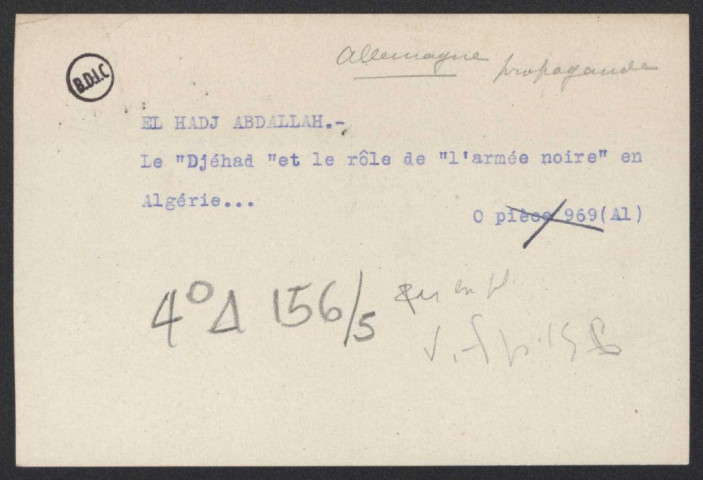 Allemagne propagande
B.D.I.C
EL HADJ ABDALLAH.-
Le "Djéhad "et le rôle de "l'armée noire" en
Algérie...
O pièce 969(Al)
4° Δ 156/5